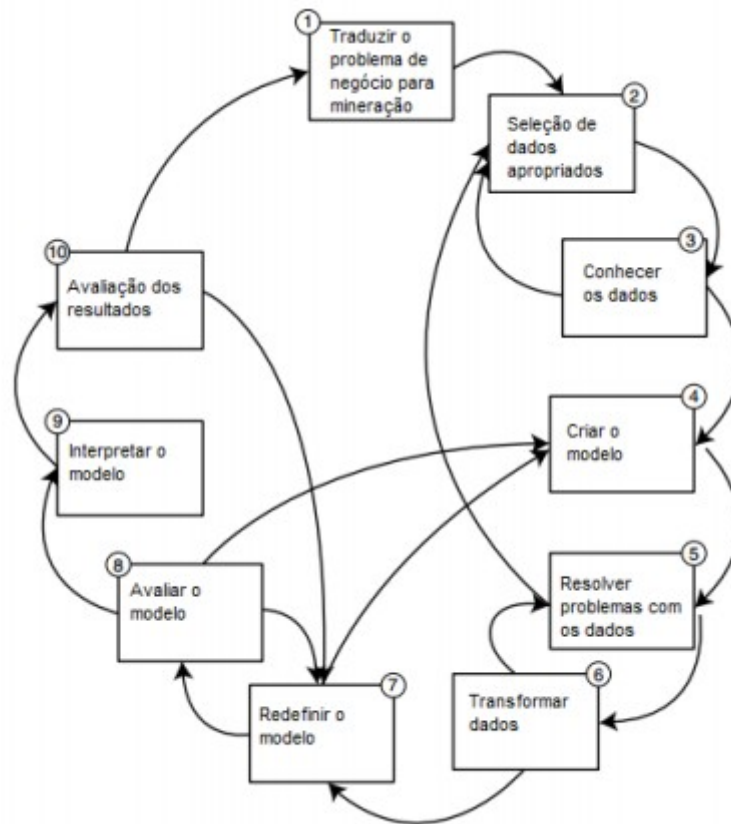 1
Traduzir o
problema de
negócio para
mineração
2
Seleção de
dados
apropriados
3
Conhecer
os dados
4
Criar o
modelo
5
Resolver
problemas com
os dados
6
Transformar
dados
7
Redefinir o
modelo
8
Avaliar o
modelo
9
Interpretar o
modelo
10
Avaliação dos
resultados